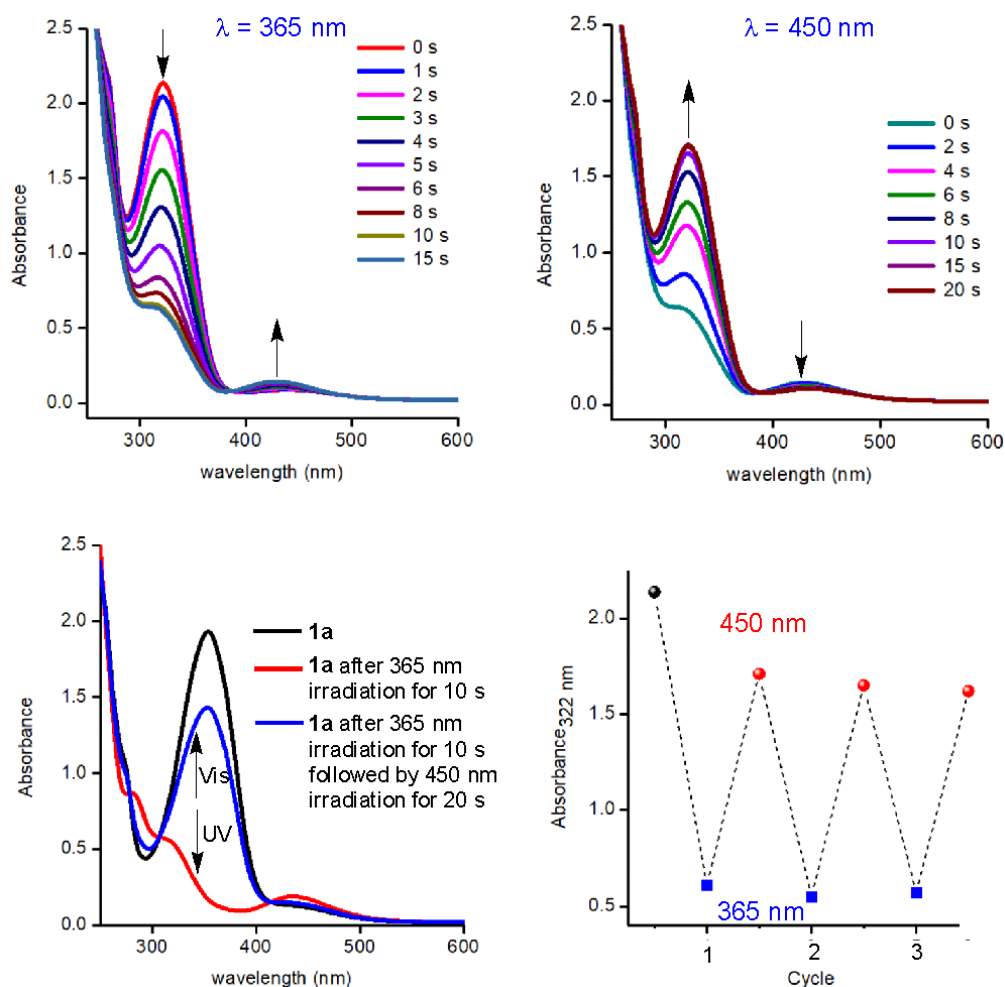 λ = 365 nm
0 s
1 s
2 s
3 s
4 s
5 s
6 s
8 s
10 s
15 s
Absorbance
2.5
2.0
1.5
1.0
0.5
0.0
300
400
500
600
wavelength (nm)
λ = 450 nm
0 s
2 s
4 s
6 s
8 s
10 s
15 s
20 s
Absorbance
2.5
2.0
1.5
1.0
0.5
0.0
300
400
500
600
wavelength (nm)
1a
1a after 365 nm
irradiation for 10 s
1a after 365 nm
irradiation for 10 s
followed by 450 nm
irradiation for 20 s
Vis
UV
Absorbance
2.5
2.0
1.5
1.0
0.5
0.0
300
400
500
600
wavelength (nm)
450 nm
365 nm
Absorbance322 nm
2.0
1.5
1.0
0.5
1
2
3
Cycle